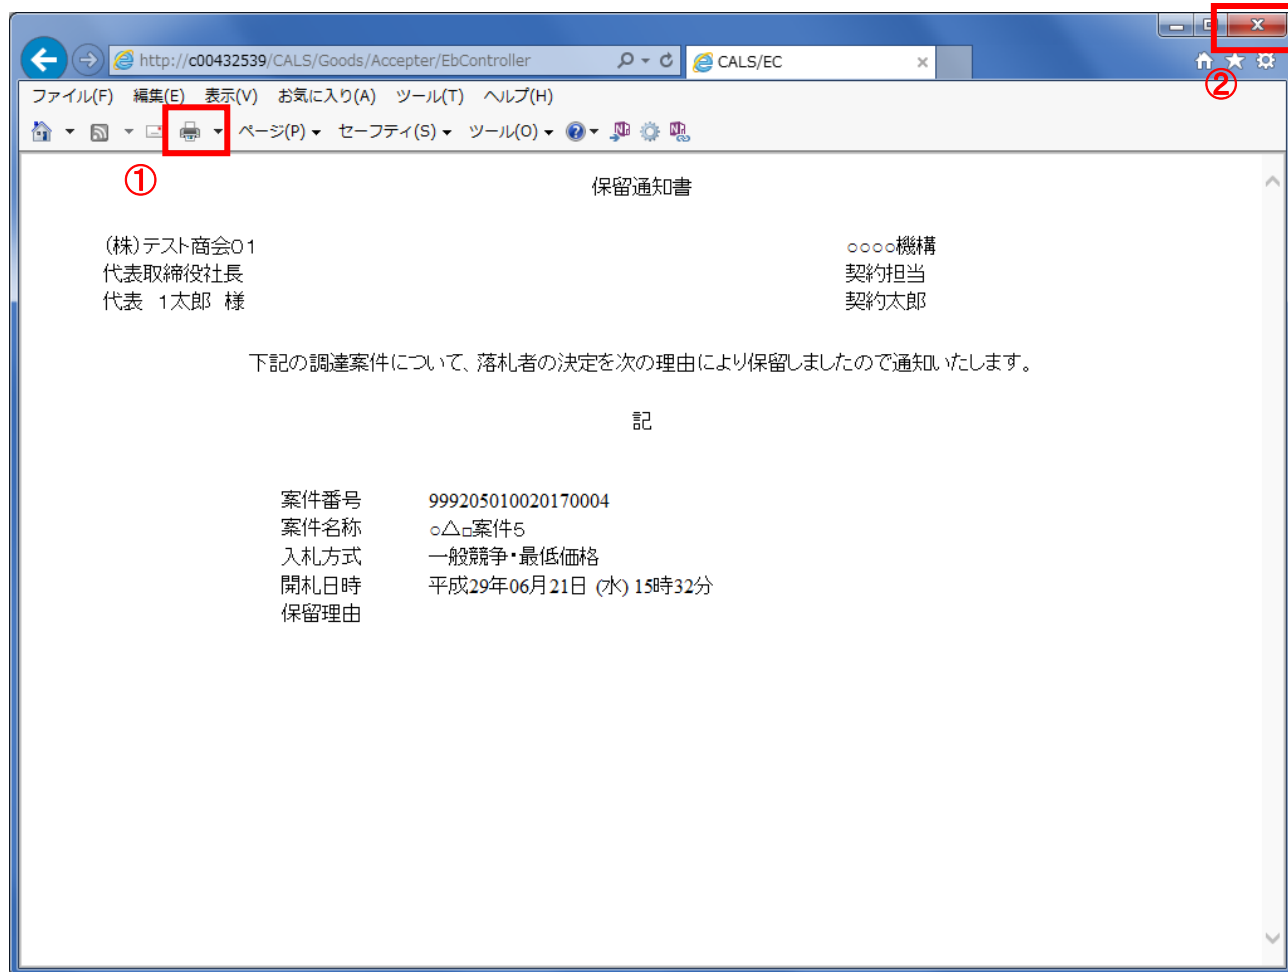 http://c00432539/CALS/Goods/Accepter/EbController CALS/EC
②
ファイル(F) 編集(E) 表示(V) お気に入り(A) ツール(T) ヘルプ(H)
ページ(P) セーフティ(S) ツール(O)
①
保留通知書
(株)テスト商会01 ○○○○機構
代表取締役社長 契約担当
代表 1太郎 様 契約太郎
下記の調達案件について、落札者の決定を次の理由により保留しましたので通知いたします。
記
案件番号 999205010020170004
案件名称 ○△□案件5
入札方式 一般競争・最低価格
開札日時 平成29年06月21日 (水) 15時32分
保留理由